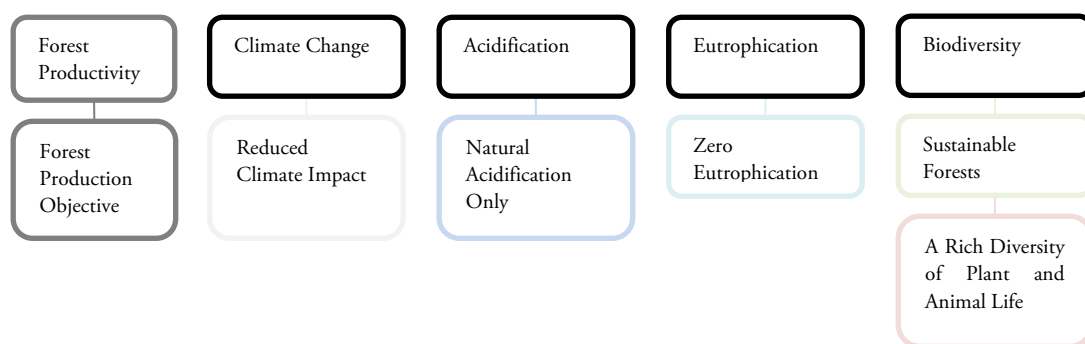 Forest
Productivity
Climate Change
Acidification
Eutrophication
Biodiversity
Forest
Production
Objective
Reduced
Climate Impact
Natural
Acidification
Only
Zero
Eutrophication
Sustainable
Forests
A Rich Diversity
of Plant and
Animal Life